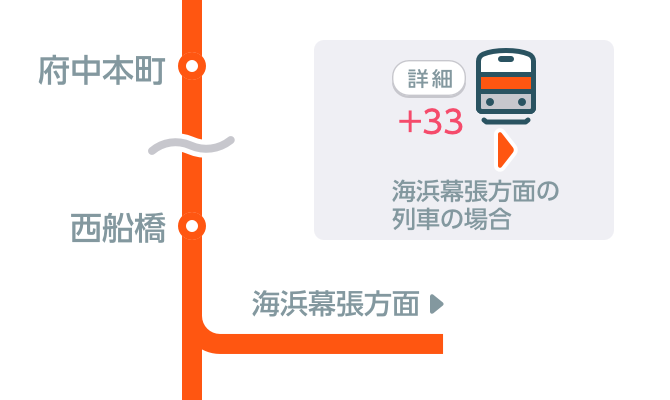 府中本町
詳細
+33
海浜幕張方面の
列車の場合
西船橋
海浜幕張方面